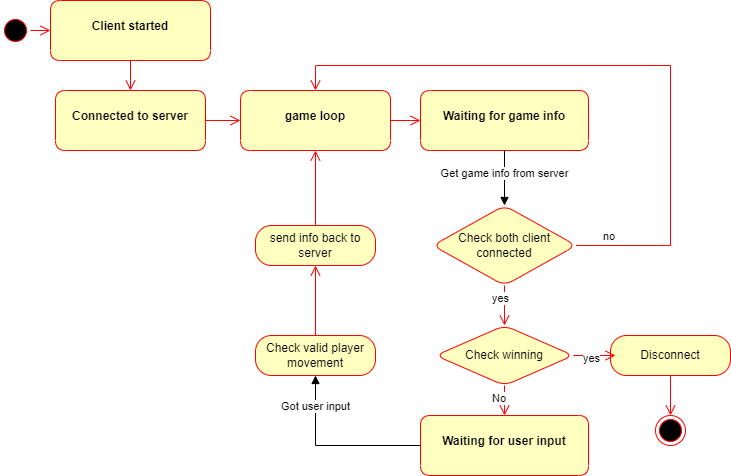 Client started
Connected to server
game loop
Waiting for game info
Get game info from server
Check both client
connected
no
yes
send info back to
server
Check valid player
movement
Check winning
yes
Disconnect
No
Got user input
Waiting for user input